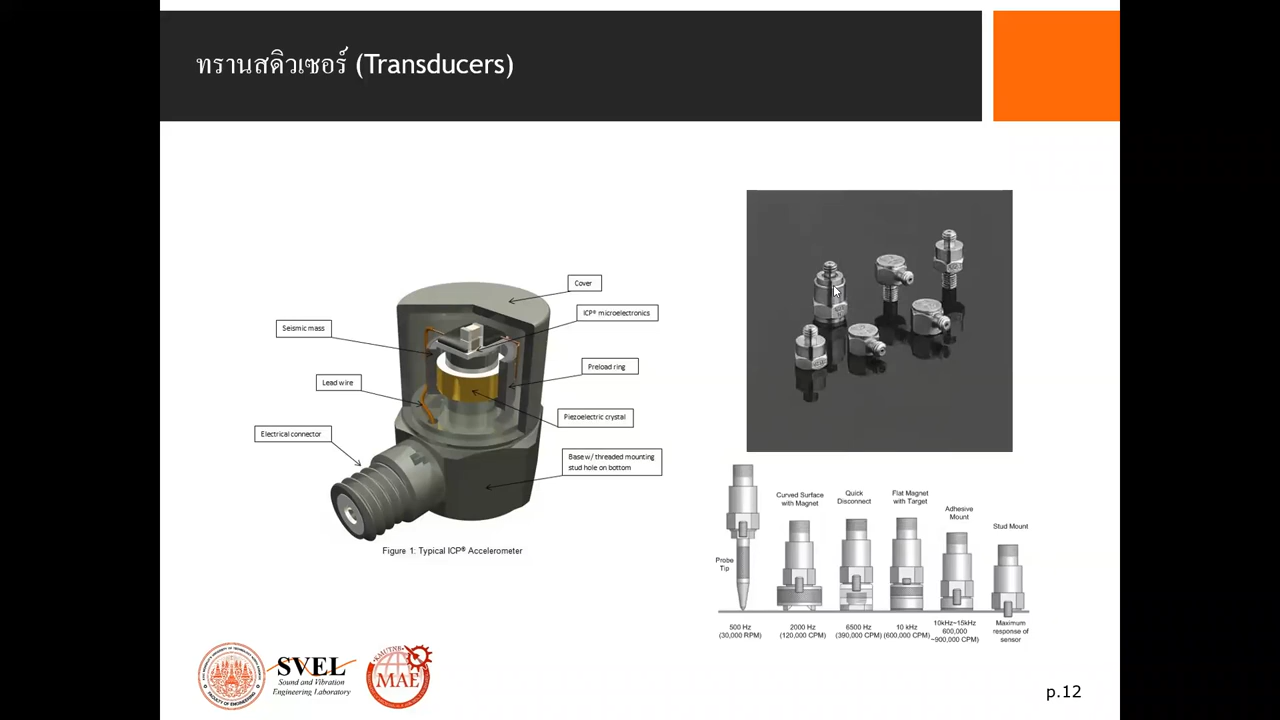 ทรานสดิวเซอร์ (Transducers)
Cover
ICP® microelectronics
Seismic mass
Preload ring
Lead wire
Piezoelectric crystal
Electrical connector
Base w/ threaded mounting
stud hole on bottom
Figure 1: Typical ICP® Accelerometer
Probe
Tip
Curved Surface
with Magnet
Quick
Disconnect
Flat Magnet
with Target
Adhesive
Mount
Stud Mount
500 Hz
(30,000 RPM)
2000 Hz
(120,000 CPM)
6500 Hz
(390,000 CPM)
10 kHz
(600,000 CPM)
10kHz~15kHz
600,000
~900,000 CPM)
Maximum
response of
sensor
FACULTY OF ENGINEERING
SVEL
Sound and Vibration
Engineering Laboratory
KMUTNB
MAE
p.12